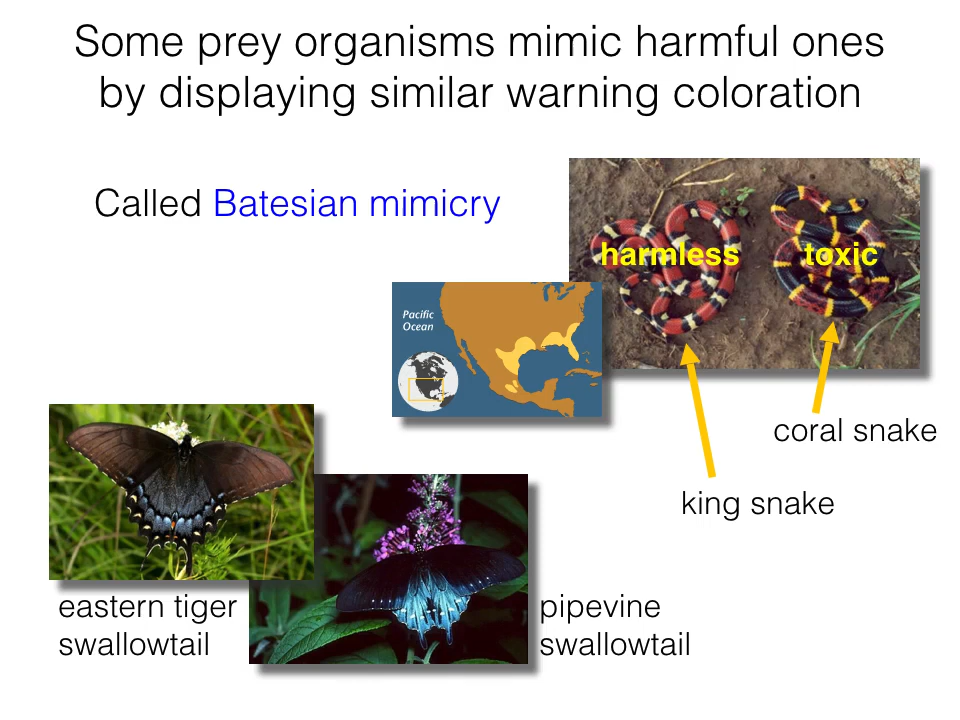 Some prey organisms mimic harmful ones
by displaying similar warning coloration
Called Batesian mimicry
harmless
toxic
Pacific
Ocean
coral snake
king snake
eastern tiger
swallowtail
pipevine
swallowtail